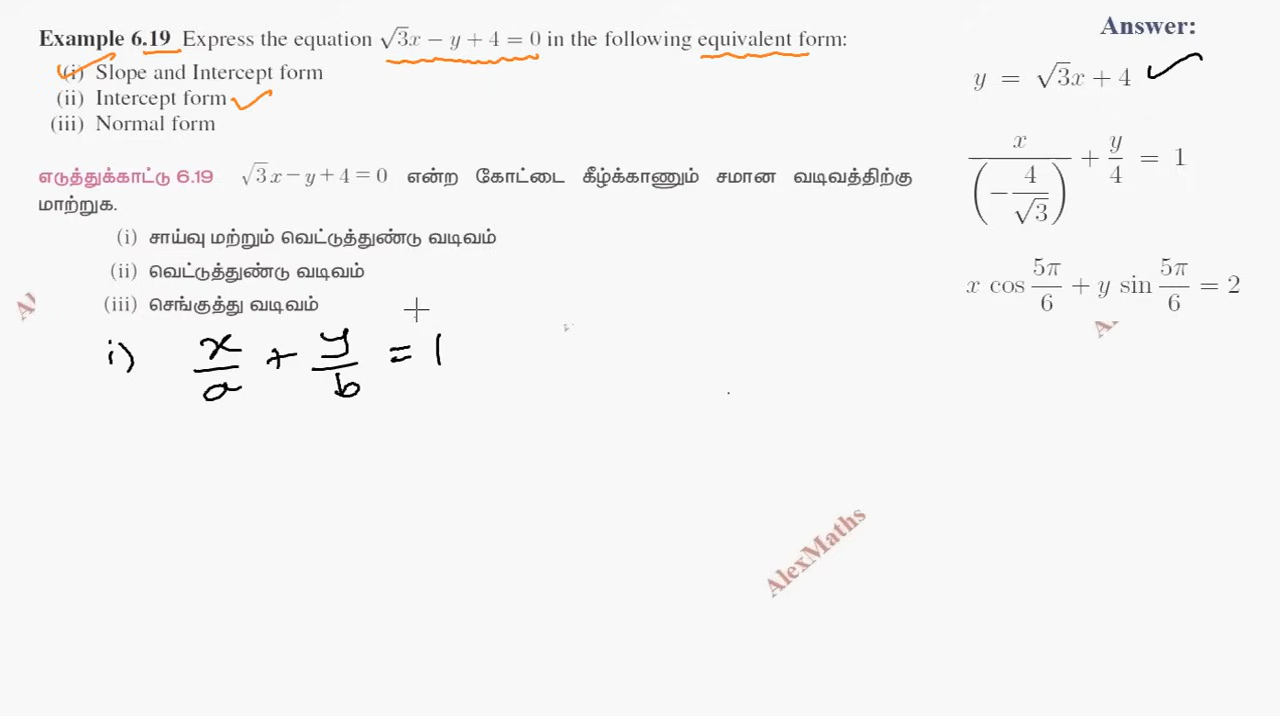 Example 6.19 Express the equation √3x − y + 4 = 0 in the following equivalent form:
(i) Slope and Intercept form
(ii) Intercept form
(iii) Normal form
எடுத்துக்காட்டு 6.19 √3x − y + 4 = 0 என்ற கோட்டை கீழ்க்காணும் சமான வடிவத்திற்கு
மாற்றுக.
(i) சாய்வு மற்றும் வெட்டுத்துண்டு வடிவம்
(ii) வெட்டுத்துண்டு வடிவம்
(iii) செங்குத்து வடிவம்
i) x/a + y/b = 1
Answer:
y = √3x + 4
x/(−4/√3) + y/4 = 1
x cos 5π/6 + y sin 5π/6 = 2
AlexMaths